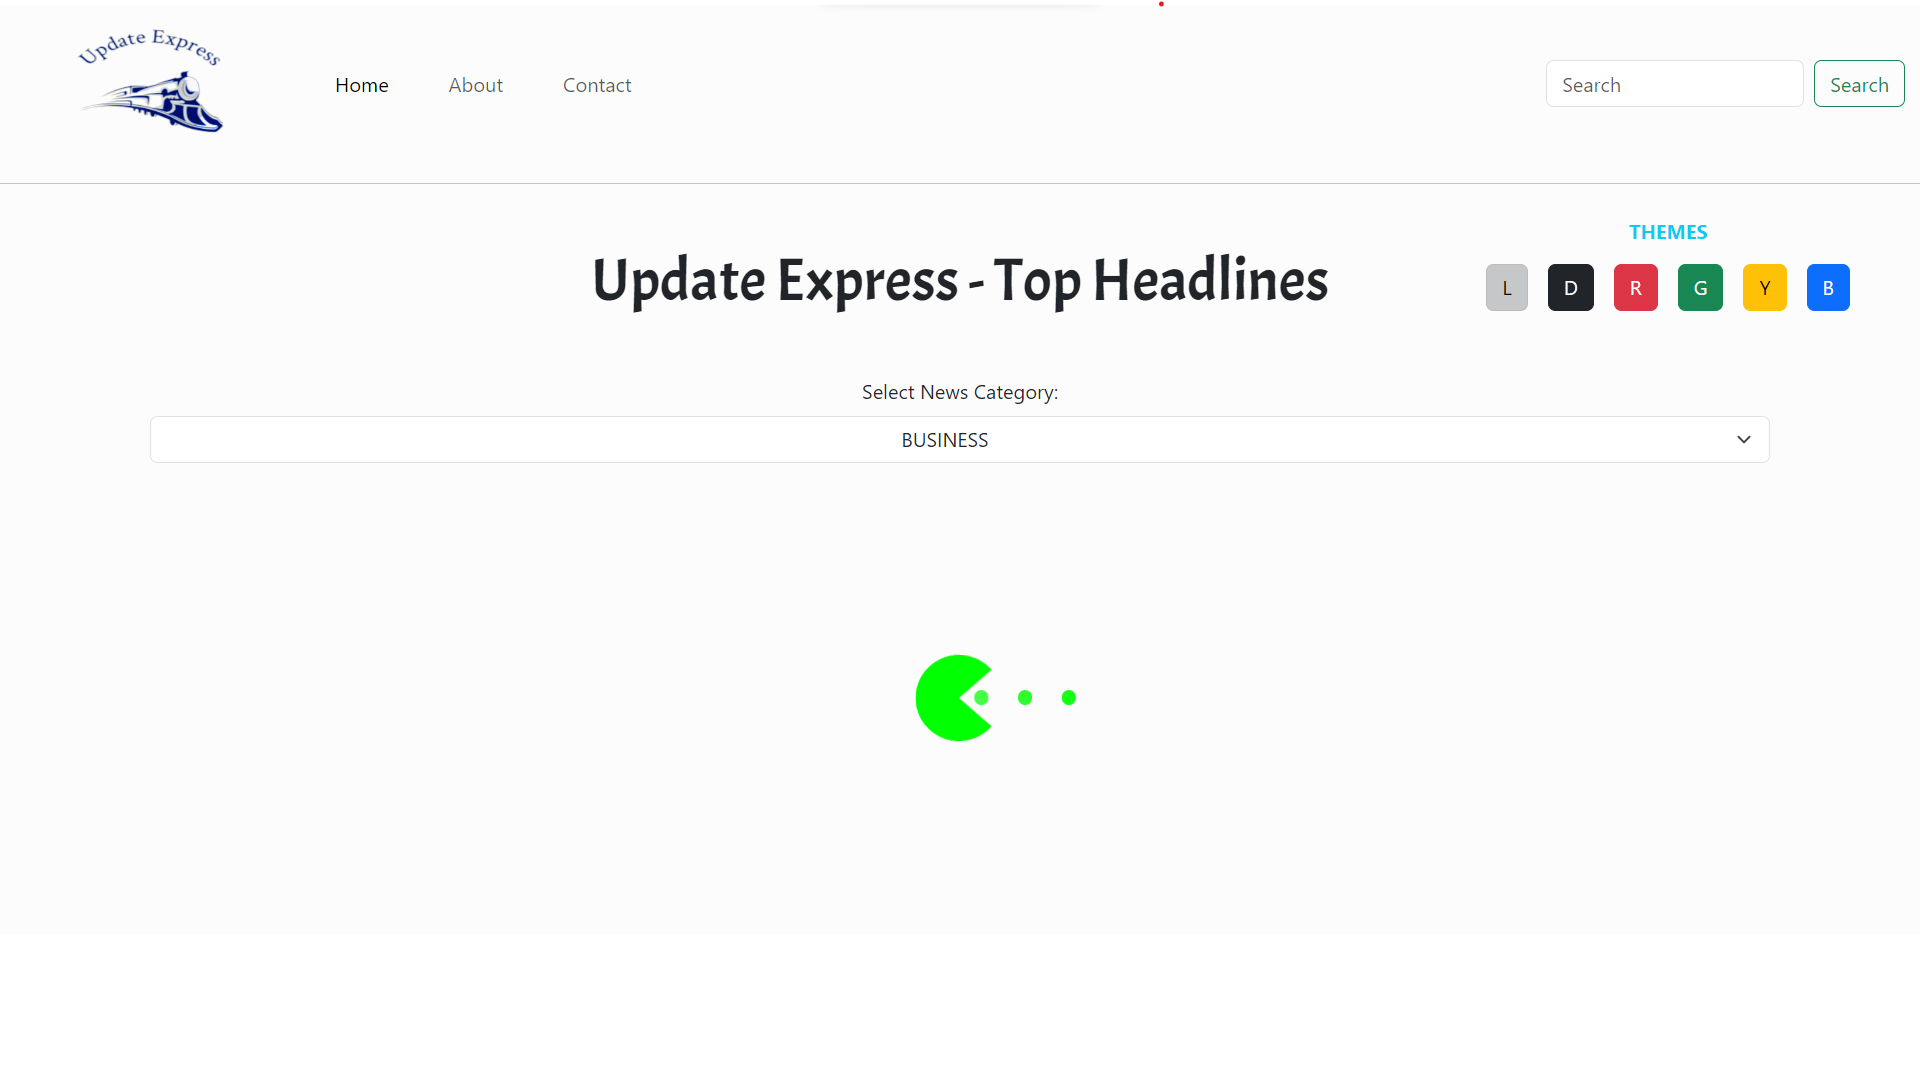 Update Express
Home
About
Contact
Search
Search
THEMES
Update Express - Top Headlines
L
D
R
G
Y
B
Select News Category:
BUSINESS